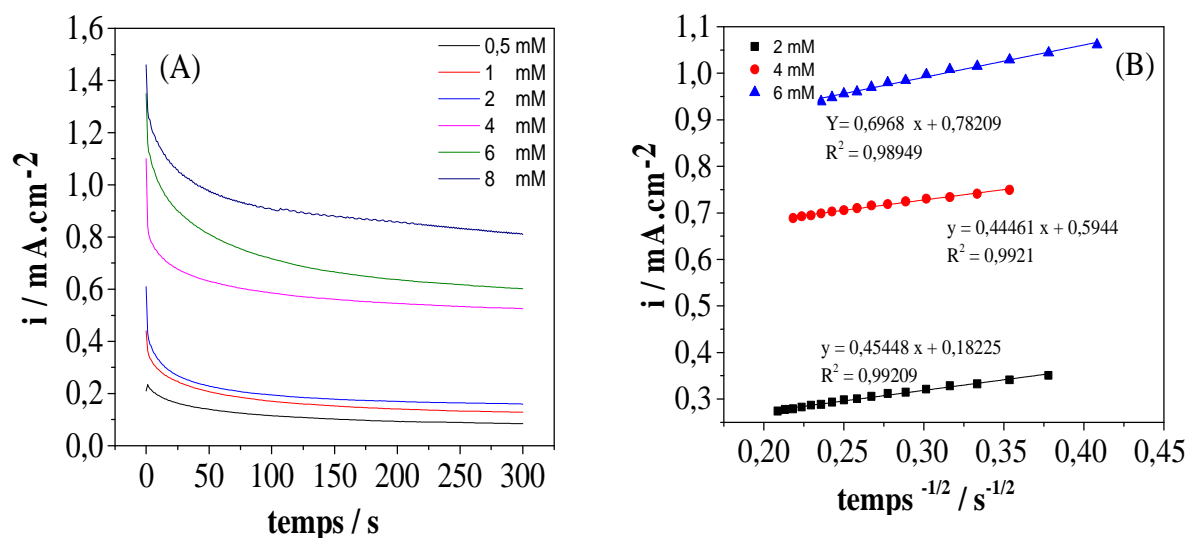 (A)
1,6
1,4
1,2
1,0
0,8
0,6
0,4
0,2
0,0
i / mA.cm-2
0 50 100 150 200 250 300
temps / s
0,5 mM
1 mM
2 mM
4 mM
6 mM
8 mM
(B)
1,1
1,0
0,9
0,8
0,7
0,6
0,5
0,4
0,3
i / mA.cm-2
0,20 0,25 0,30 0,35 0,40 0,45
temps -1/2 / s-1/2
2 mM
4 mM
6 mM
Y= 0,6968 x + 0,78209
R2 = 0,98949
y = 0,44461 x + 0,5944
R2 = 0,9921
y = 0,45448 x + 0,18225
R2 = 0,99209